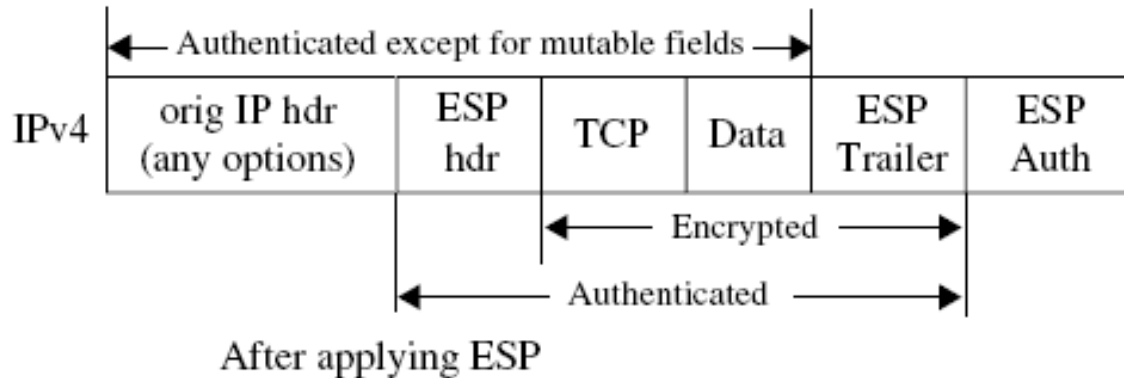 Authenticated except for mutable fields
IPv4
orig IP hdr
(any options)
ESP
hdr
TCP
Data
ESP
Trailer
ESP
Auth
Encrypted
Authenticated
After applying ESP